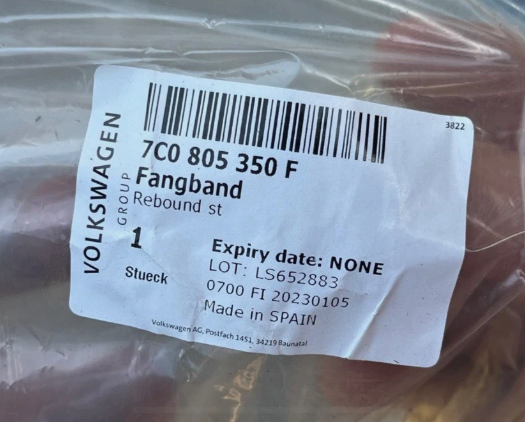 3822
VOLKSWAGEN
GROUP
7C0 805 350 F
Fangband
Rebound st
1
Stueck
Expiry date: NONE
LOT: LS652883
0700 FI 20230105
Made in SPAIN
Volkswagen AG, Postfach 1451, 34219 Baunatal